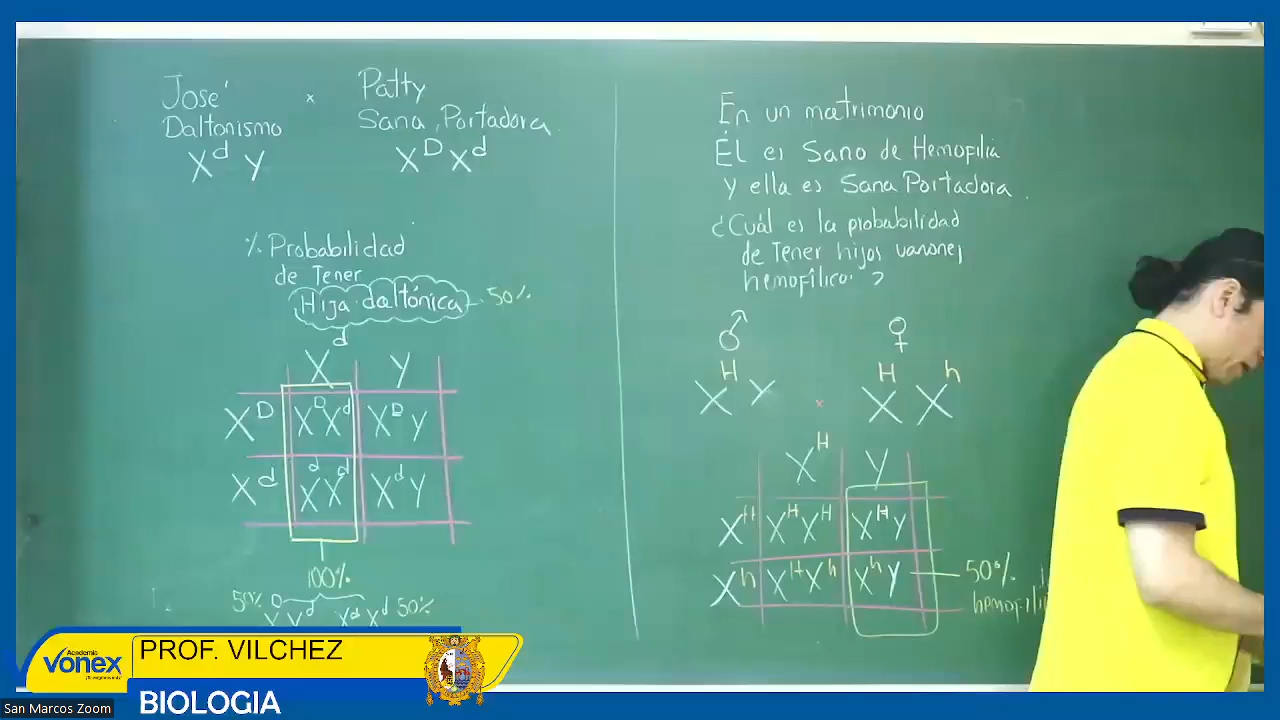 José x Patty
Daltonismo Sana, Portadora
X^d Y X^D X^d
% Probabilidad
de Tener
Hija daltónica 50%
X^d Y
X^D X^D X^d X^D Y
X^d X^d X^d X^d Y
100%
50% X^D X^d X^d X^d 50%
En un matrimonio
Él es Sano de Hemofilia
y ella es Sana Portadora.
¿Cuál es la probabilidad
de Tener hijos varones
hemofílico. ?
♂ ♀
X^H Y x X^H X^h
X^H Y
X^H X^H X^H X^H Y
X^h X^H X^h X^h Y 50%
Academia
Vonex
PROF. VILCHEZ
BIOLOGIA
San Marcos Zoom